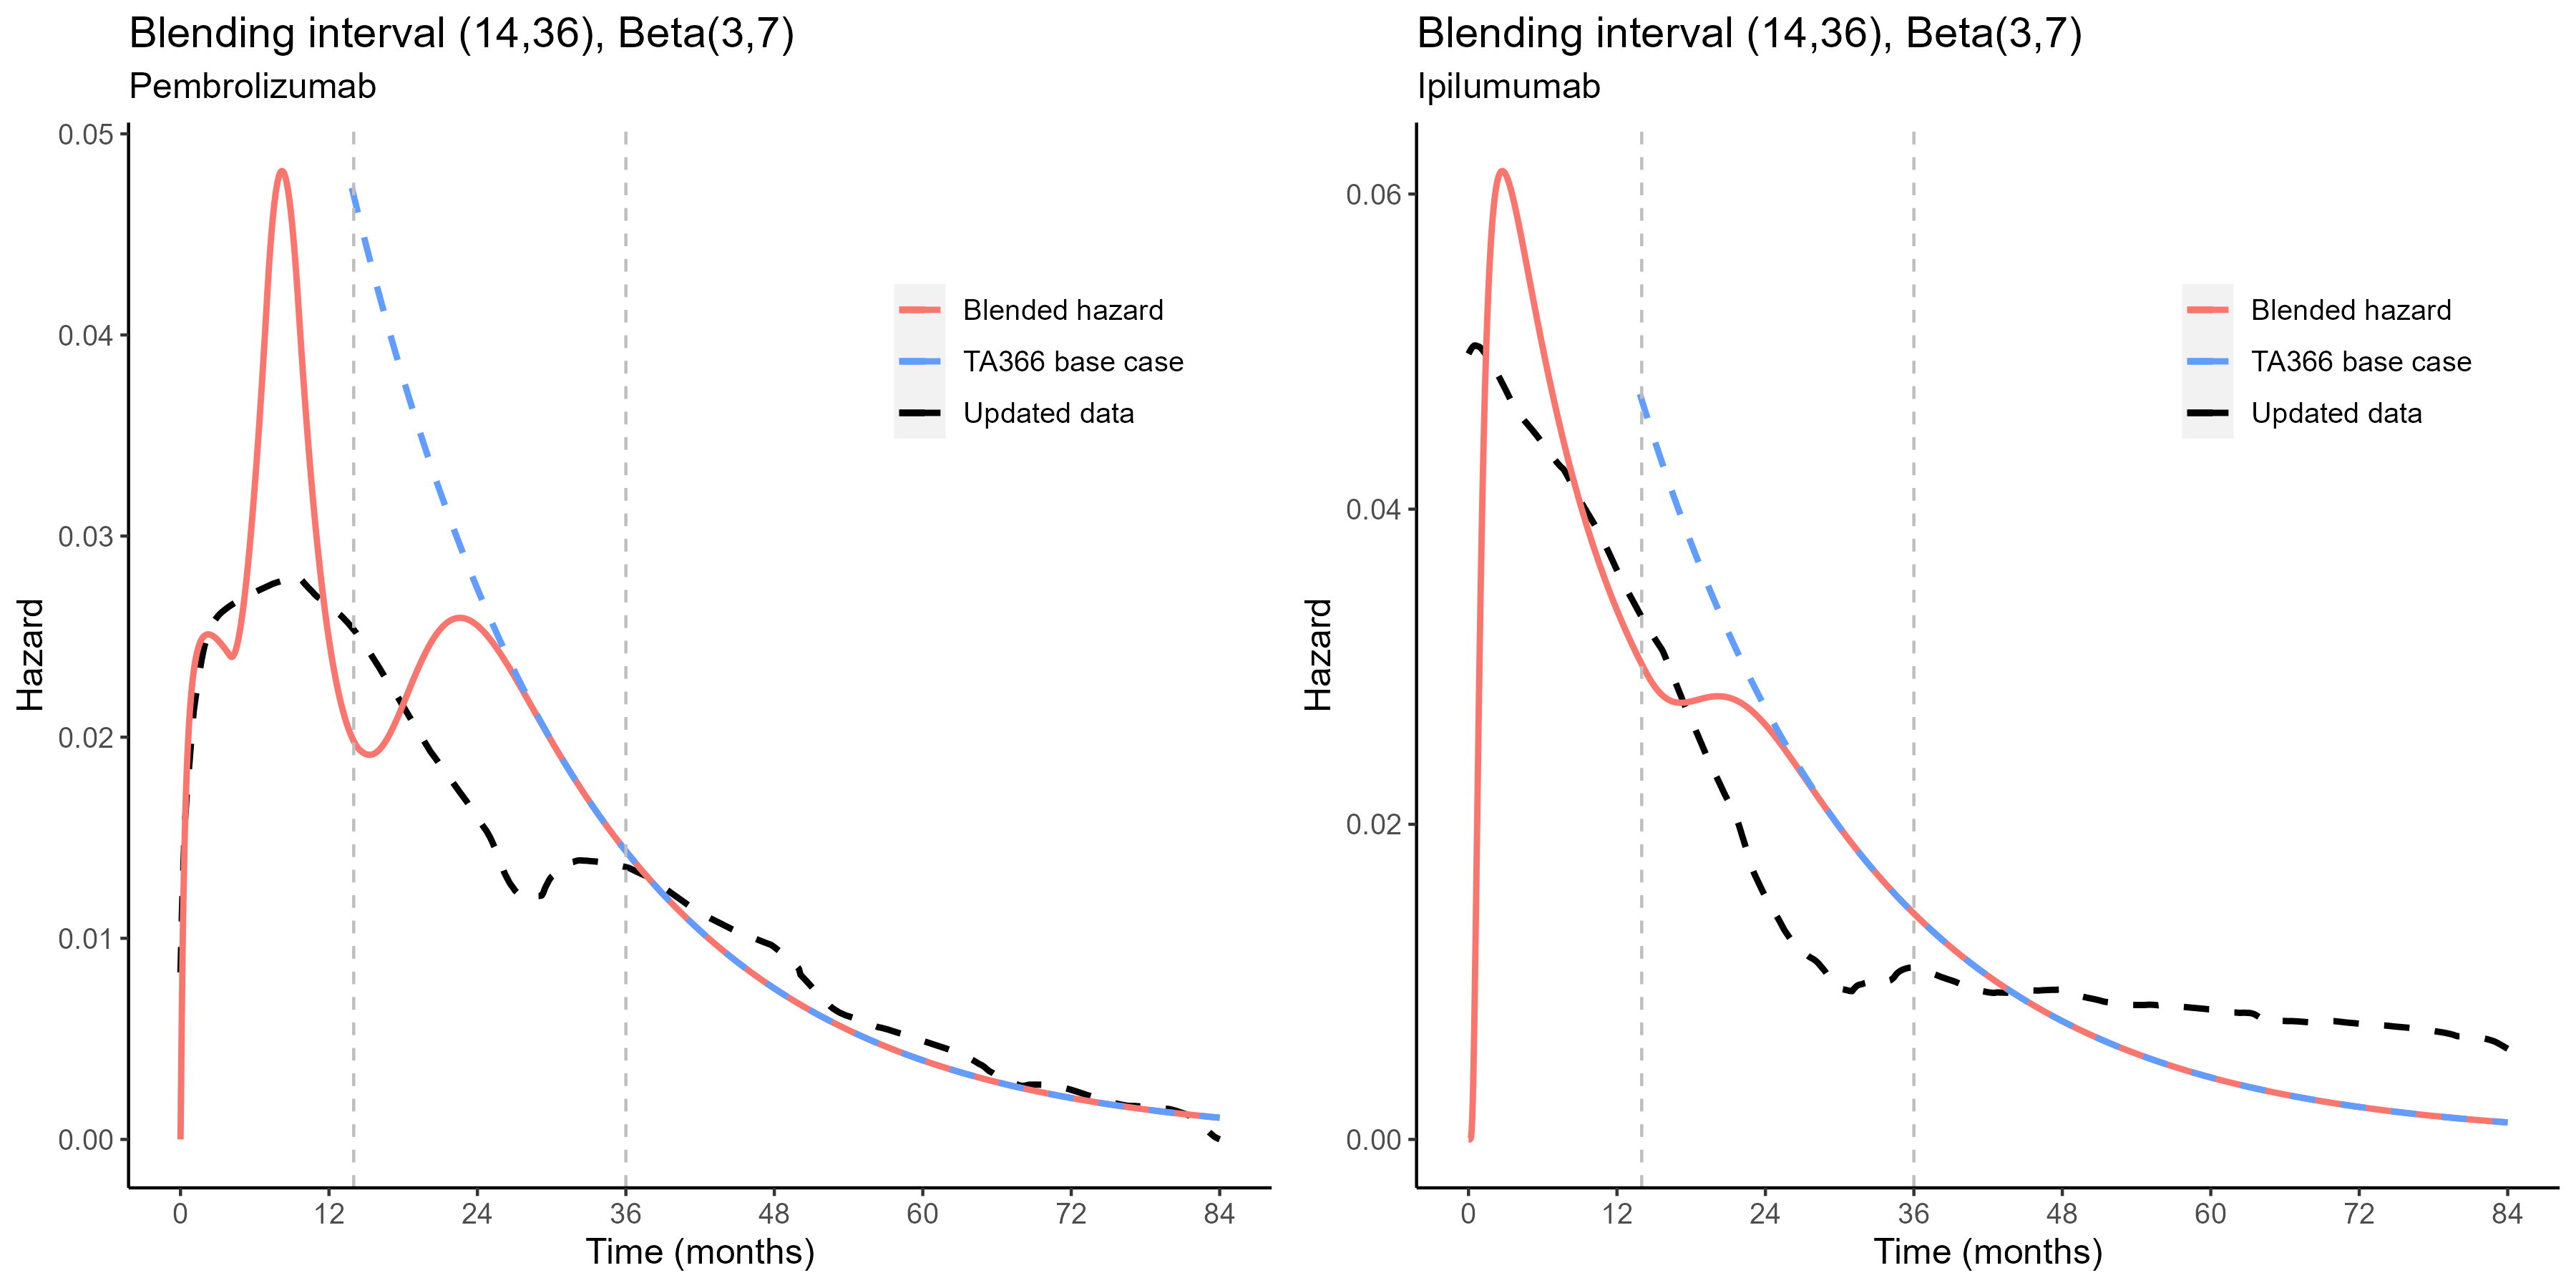 Blending interval (14,36), Beta(3,7)
Pembrolizumab
0.05
0.04
0.03
0.02
0.01
0.00
Hazard
Blended hazard
TA366 base case
Updated data
0 12 24 36 48 60 72 84
Time (months)
Blending interval (14,36), Beta(3,7)
Ipilumumab
0.06
0.04
0.02
0.00
Hazard
Blended hazard
TA366 base case
Updated data
0 12 24 36 48 60 72 84
Time (months)